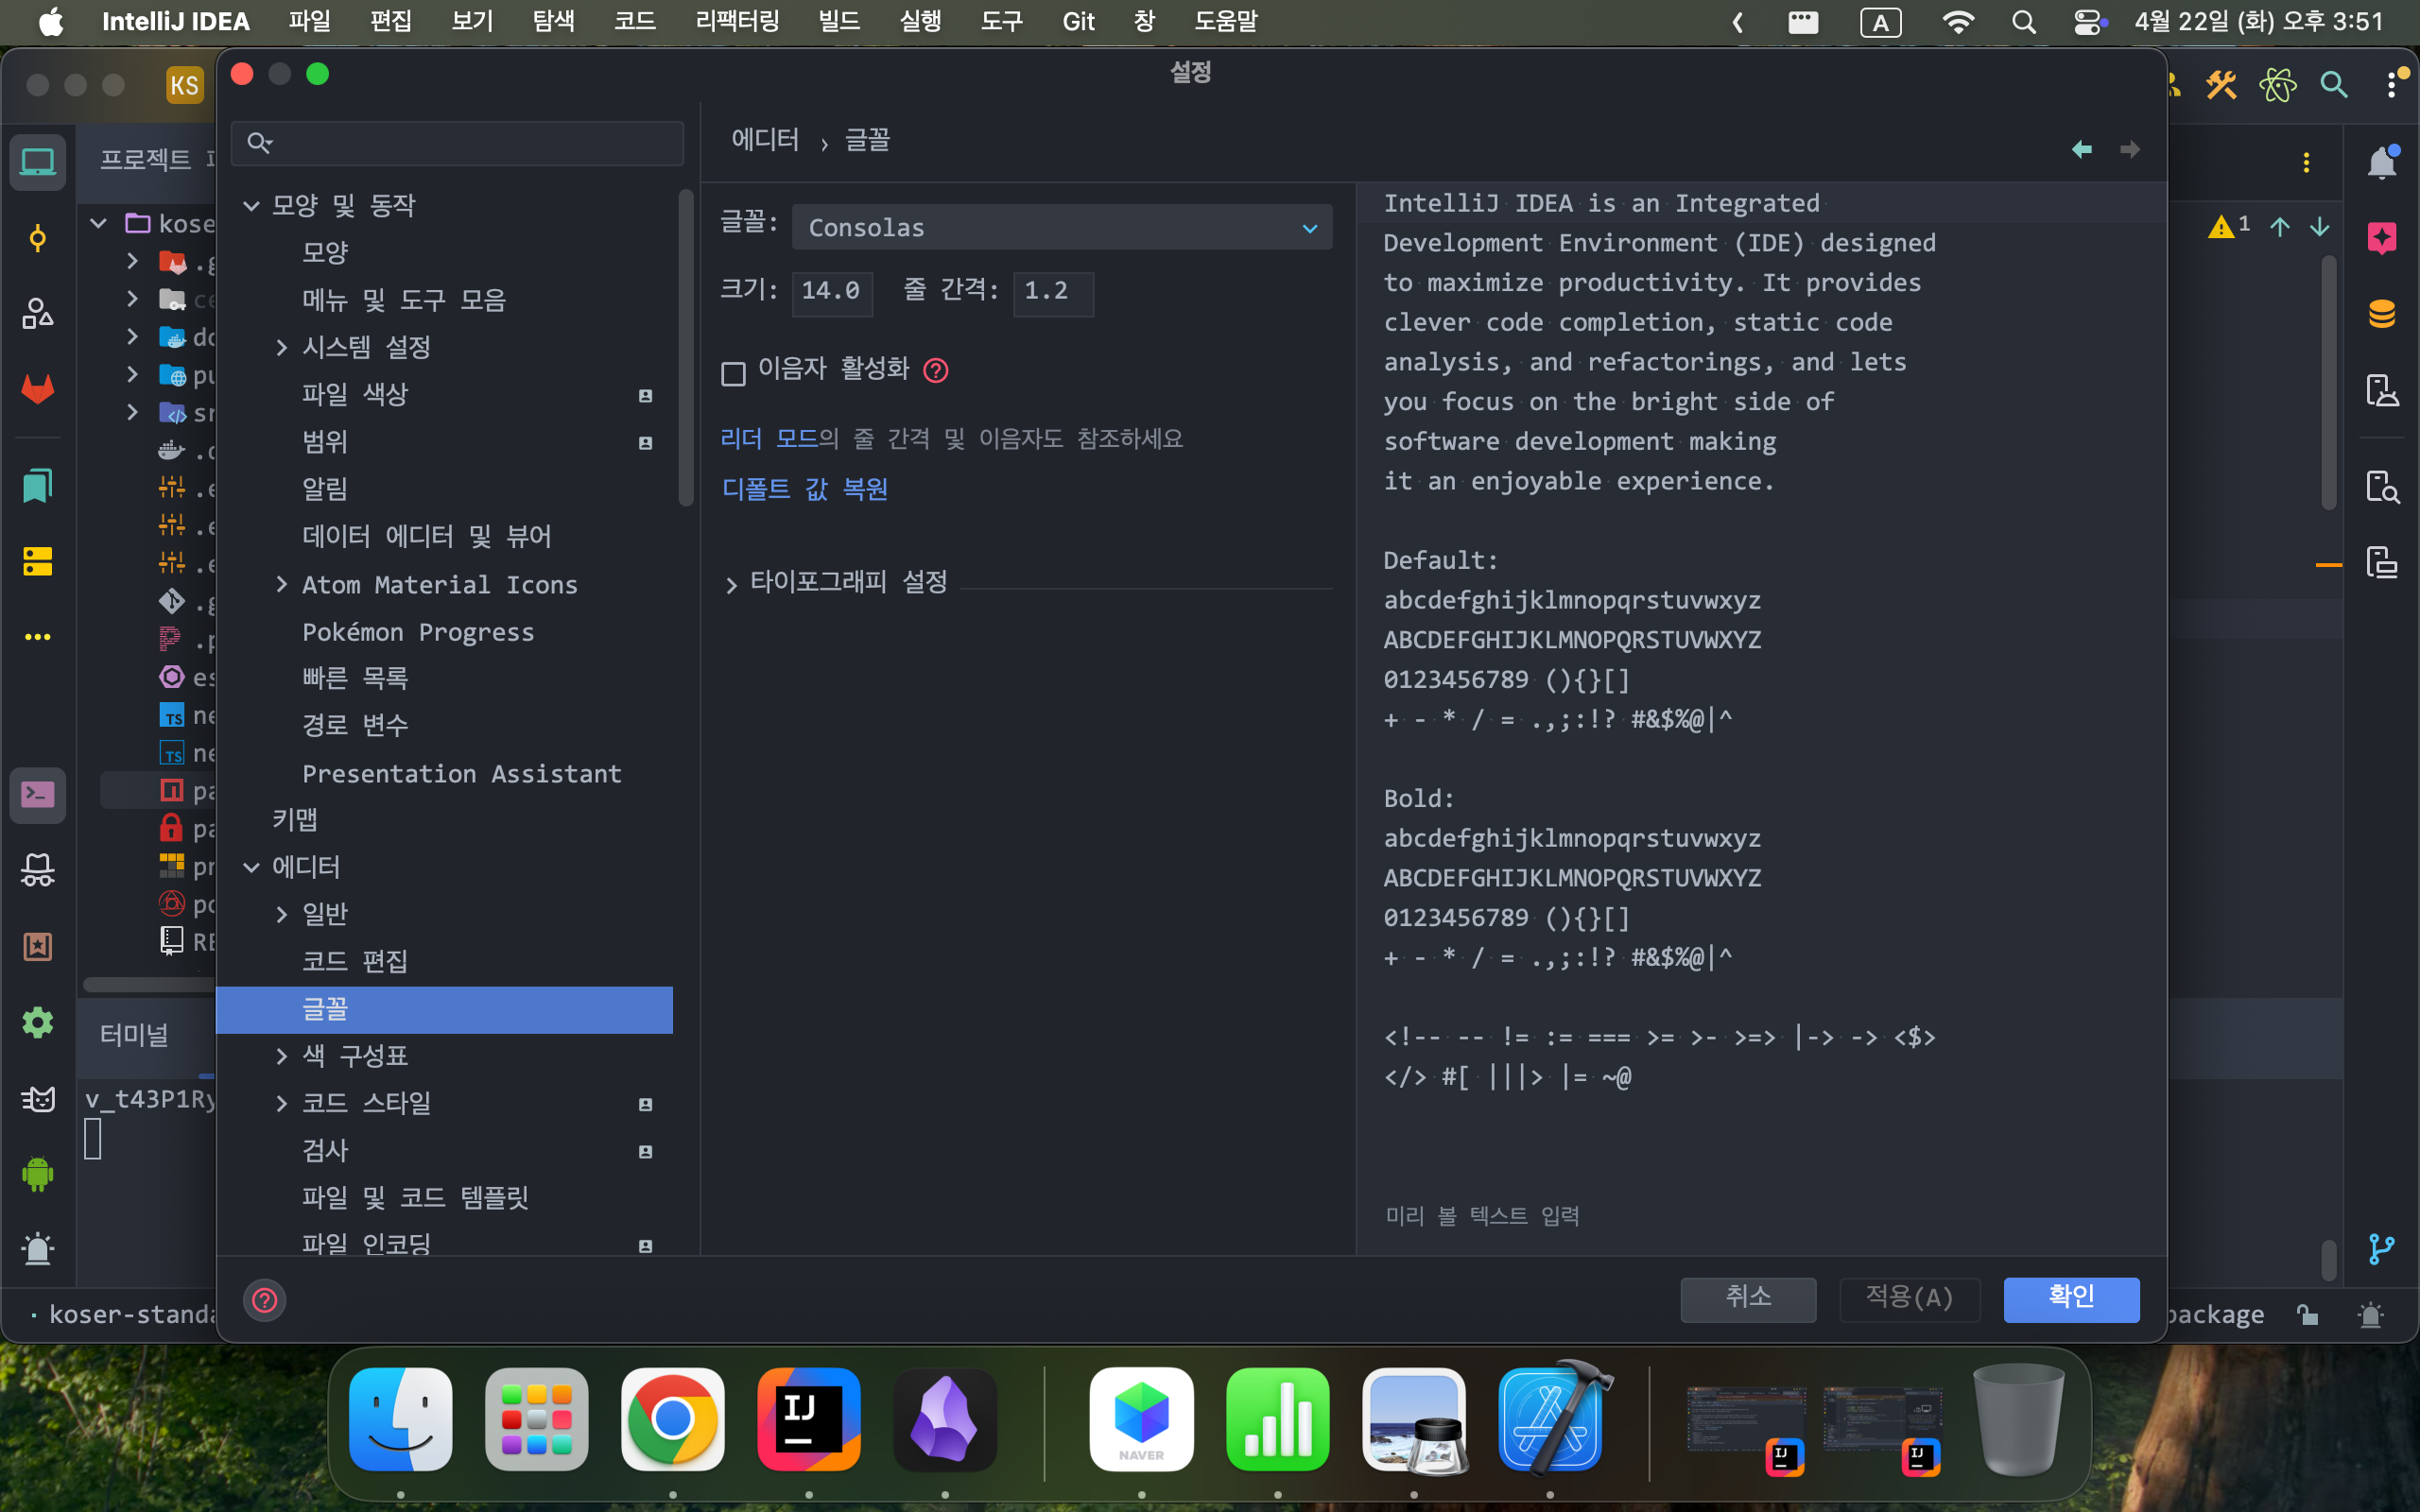 IntelliJ IDEA 파일 편집 보기 탐색 코드 리팩터링 빌드 실행 도구 Git 창 도움말 A 4월 22일 (화) 오후 3:51
KS
설정
프로젝트
에디터 › 글꼴
모양 및 동작
모양
메뉴 및 도구 모음
시스템 설정
파일 색상
범위
알림
데이터 에디터 및 뷰어
Atom Material Icons
Pokémon Progress
빠른 목록
경로 변수
Presentation Assistant
키맵
에디터
일반
코드 편집
글꼴
색 구성표
코드 스타일
검사
파일 및 코드 템플릿
파일 인코딩
글꼴: Consolas
크기: 14.0 줄 간격: 1.2
이음자 활성화 ?
리더 모드의 줄 간격 및 이음자도 참조하세요
디폴트 값 복원
타이포그래피 설정
IntelliJ IDEA is an Integrated
Development Environment (IDE) designed
to maximize productivity. It provides
clever code completion, static code
analysis, and refactorings, and lets
you focus on the bright side of
software development making
it an enjoyable experience.
Default:
abcdefghijklmnopqrstuvwxyz
ABCDEFGHIJKLMNOPQRSTUVWXYZ
0123456789 (){}[]
+ - * / = .,;:!? #&$%@|^
Bold:
abcdefghijklmnopqrstuvwxyz
ABCDEFGHIJKLMNOPQRSTUVWXYZ
0123456789 (){}[]
+ - * / = .,;:!? #&$%@|^
<!-- -- != := === >= >- >=> |-> -> <$>
</> #[ |||> |= ~@
미리 볼 텍스트 입력
취소 적용(A) 확인
?
1
터미널
v_t43P1Ry
koser-standa
package
IJ
NAVER
IJ
IJ